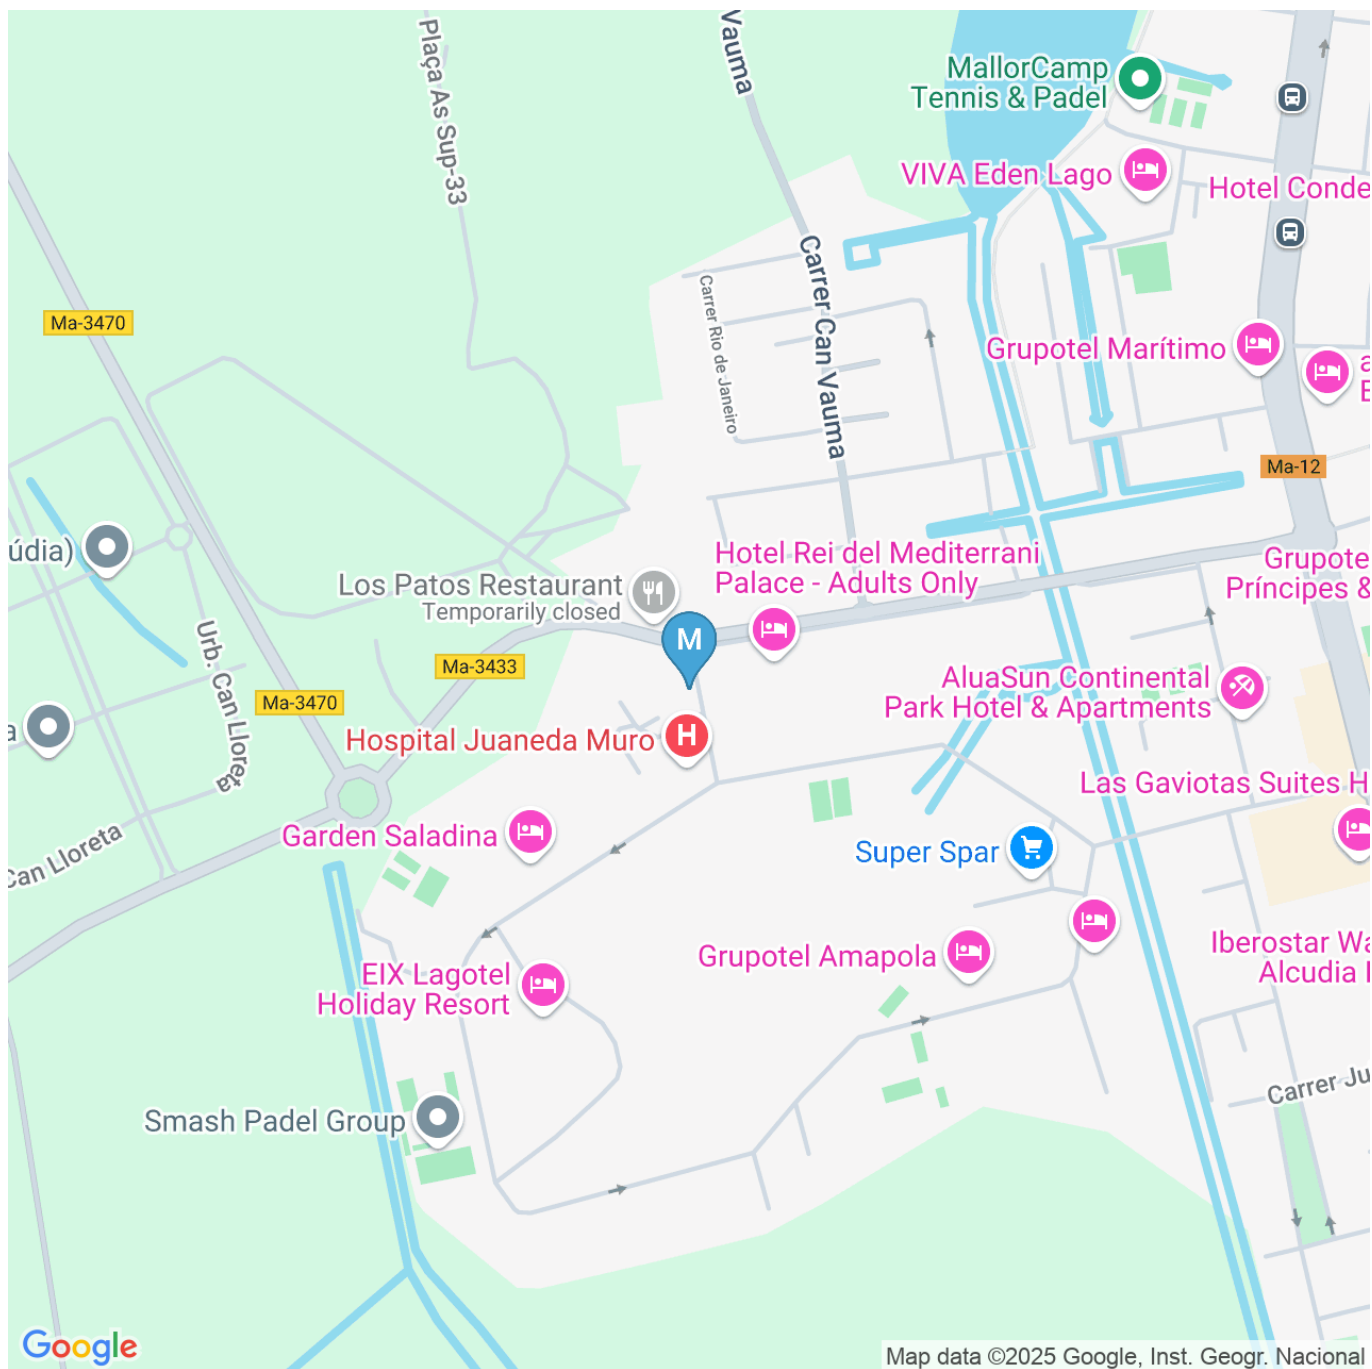 Plaça As Sup-33
Vauma
MallorCamp
Tennis & Padel
VIVA Eden Lago
Hotel Conde
Carrer Can Vauma
Carrer Rio de Janeiro
Ma-3470
Grupotel Marítimo
a
E
Ma-12
údia)
Hotel Rei del Mediterrani
Palace - Adults Only
Grupote
Príncipes &
Los Patos Restaurant
Temporarily closed
M
Urb. Can Lloreta
Ma-3433
Ma-3470
AluaSun Continental
Park Hotel & Apartments
a
Hospital Juaneda Muro
H
Las Gaviotas Suites H
Garden Saladina
Can Lloreta
Super Spar
Grupotel Amapola
Iberostar Wa
Alcudia
EIX Lagotel
Holiday Resort
Carrer Ju
Smash Padel Group
Google
Map data ©2025 Google, Inst. Geogr. Nacional